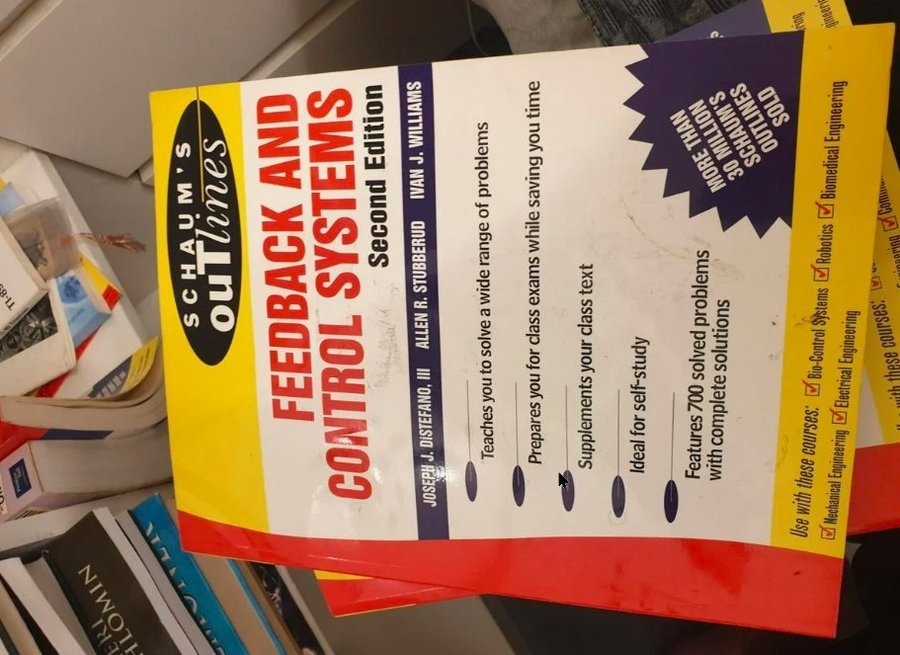 SCHAUM'S
ouTlines
FEEDBACK AND
CONTROL SYSTEMS
Second Edition
JOSEPH J. DiSTEFANO, III ALLEN R. STUBBERUD IVAN J. WILLIAMS
Teaches you to solve a wide range of problems
Prepares you for class exams while saving you time
Supplements your class text
Ideal for self-study
Features 700 solved problems
with complete solutions
MORE THAN
30 MILLION
SCHAUM'S
OUTLINES
SOLD
Use with these courses: Bio-Control Systems Robotics Biomedical Engineering
Mechanical Engineering Electrical Engineering
with these courses:
TI-89